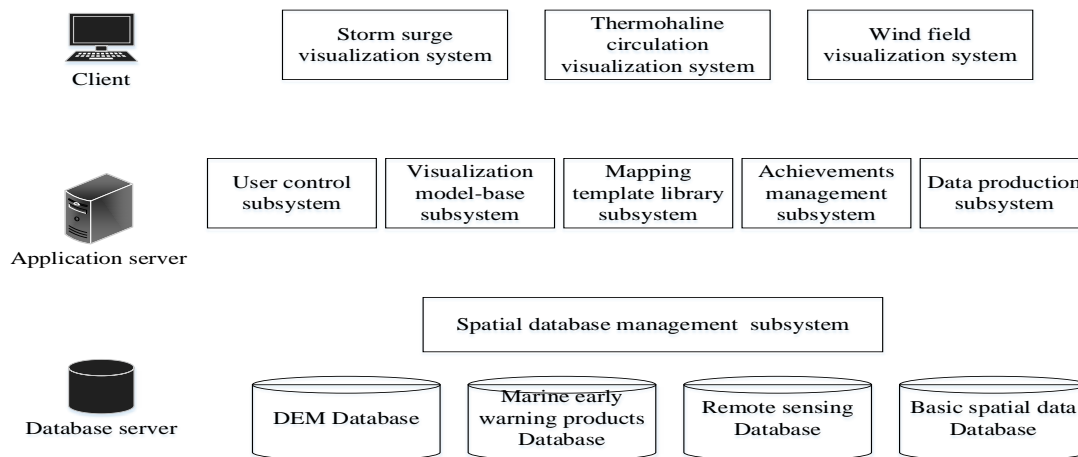 Client
Storm surge
visualization system
Thermohaline
circulation
visualization system
Wind field
visualization system
Application server
User control
subsystem
Visualization
model-base
subsystem
Mapping
template library
subsystem
Achievements
management
subsystem
Data production
subsystem
Spatial database management subsystem
Database server
DEM Database
Marine early
warning products
Database
Remote sensing
Database
Basic spatial data
Database